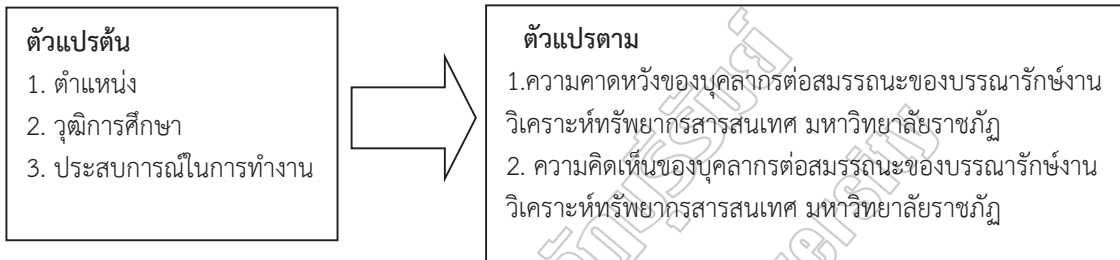 ตัวแปรต้น
1. ตำแหน่ง
2. วุฒิการศึกษา
3. ประสบการณ์ในการทำงาน
ตัวแปรตาม
1.ความคาดหวังของบุคลากรต่อสมรรถนะของบรรณารักษ์งาน
วิเคราะห์ทรัพยากรสารสนเทศ มหาวิทยาลัยราชภัฏ
2. ความคิดเห็นของบุคลากรต่อสมรรถนะของบรรณารักษ์งาน
วิเคราะห์ทรัพยากรสารสนเทศ มหาวิทยาลัยราชภัฏ